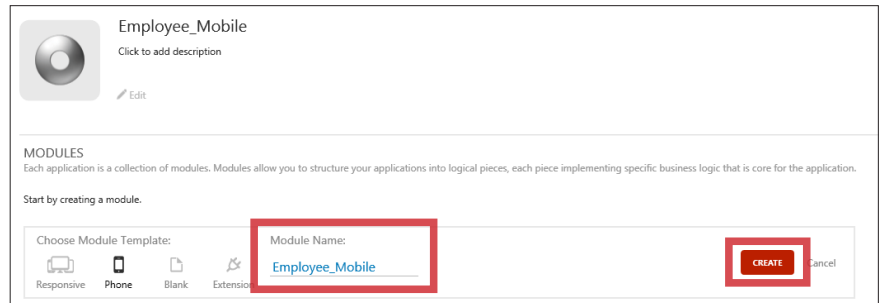 Employee_Mobile
Click to add description
Edit
MODULES
Each application is a collection of modules. Modules allow you to structure your applications into logical pieces, each piece implementing specific business logic that is core for the application.
Start by creating a module.
Choose Module Template: Module Name:
Employee_Mobile CREATE Cancel
Responsive Phone Blank Extension